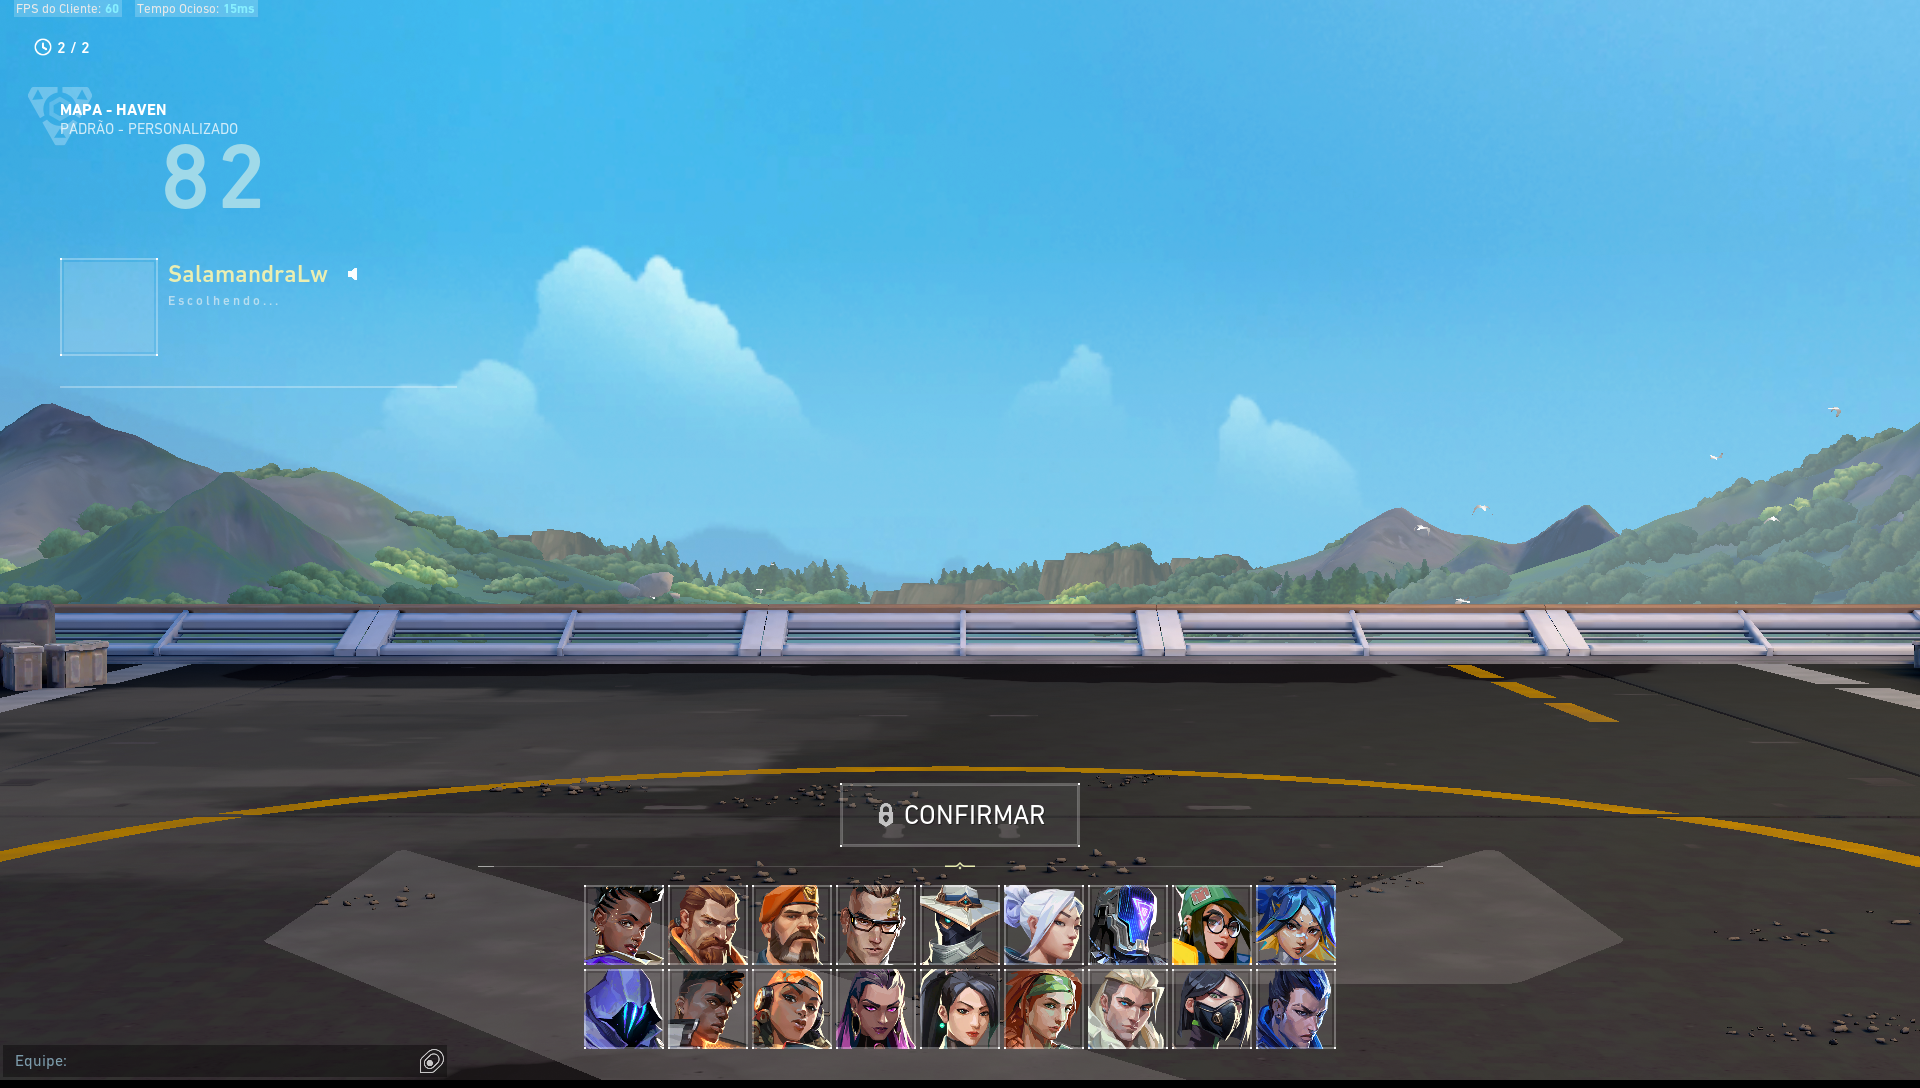 FPS do Cliente: 60 Tempo Ocioso: 15ms
2 / 2
MAPA - HAVEN
PADRÃO - PERSONALIZADO
82
SalamandraLw
Escolhendo...
CONFIRMAR
Equipe: